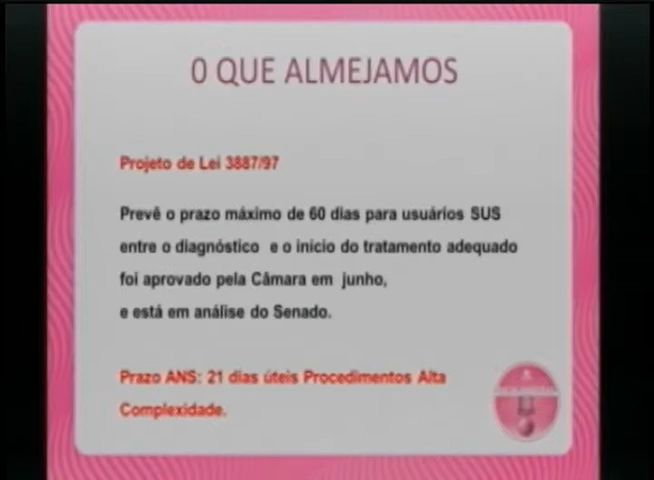 O QUE ALMEJAMOS
Projeto de Lei 3887/97
Prevê o prazo máximo de 60 dias para usuários SUS
entre o diagnóstico e o início do tratamento adequado
foi aprovado pela Câmara em junho,
e está em análise do Senado.
Prazo ANS: 21 dias úteis Procedimentos Alta
Complexidade.